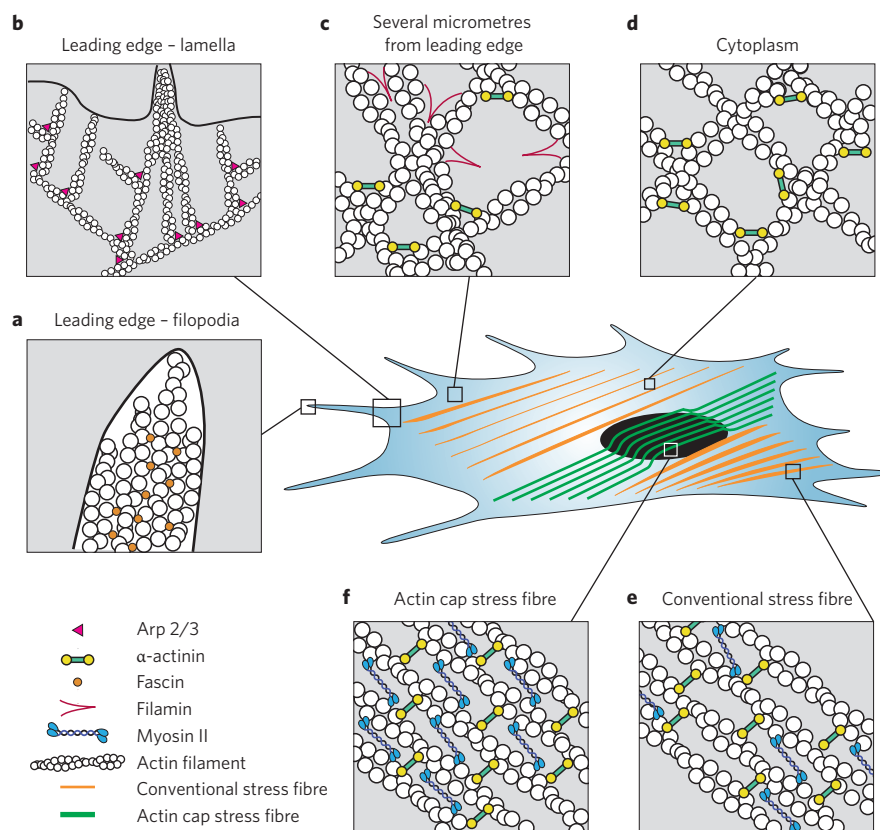 b
Leading edge – lamella
c
Several micrometres
from leading edge
d
Cytoplasm
a
Leading edge – filopodia
Arp 2/3
α-actinin
Fascin
Filamin
Myosin II
Actin filament
Conventional stress fibre
Actin cap stress fibre
f
Actin cap stress fibre
e
Conventional stress fibre